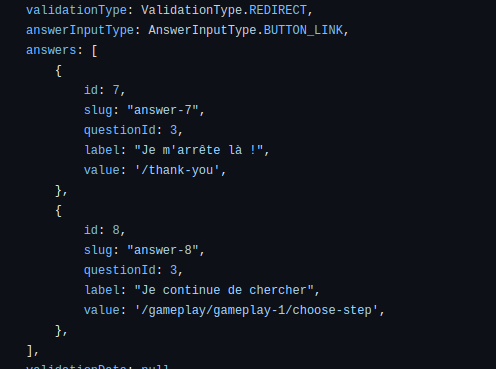 validationType: ValidationType.REDIRECT,
answerInputType: AnswerInputType.BUTTON_LINK,
answers: [
{
id: 7,
slug: "answer-7",
questionId: 3,
label: "Je m'arrête là !",
value: '/thank-you',
},
{
id: 8,
slug: "answer-8",
questionId: 3,
label: "Je continue de chercher",
value: '/gameplay/gameplay-1/choose-step',
},
],
validationData: null